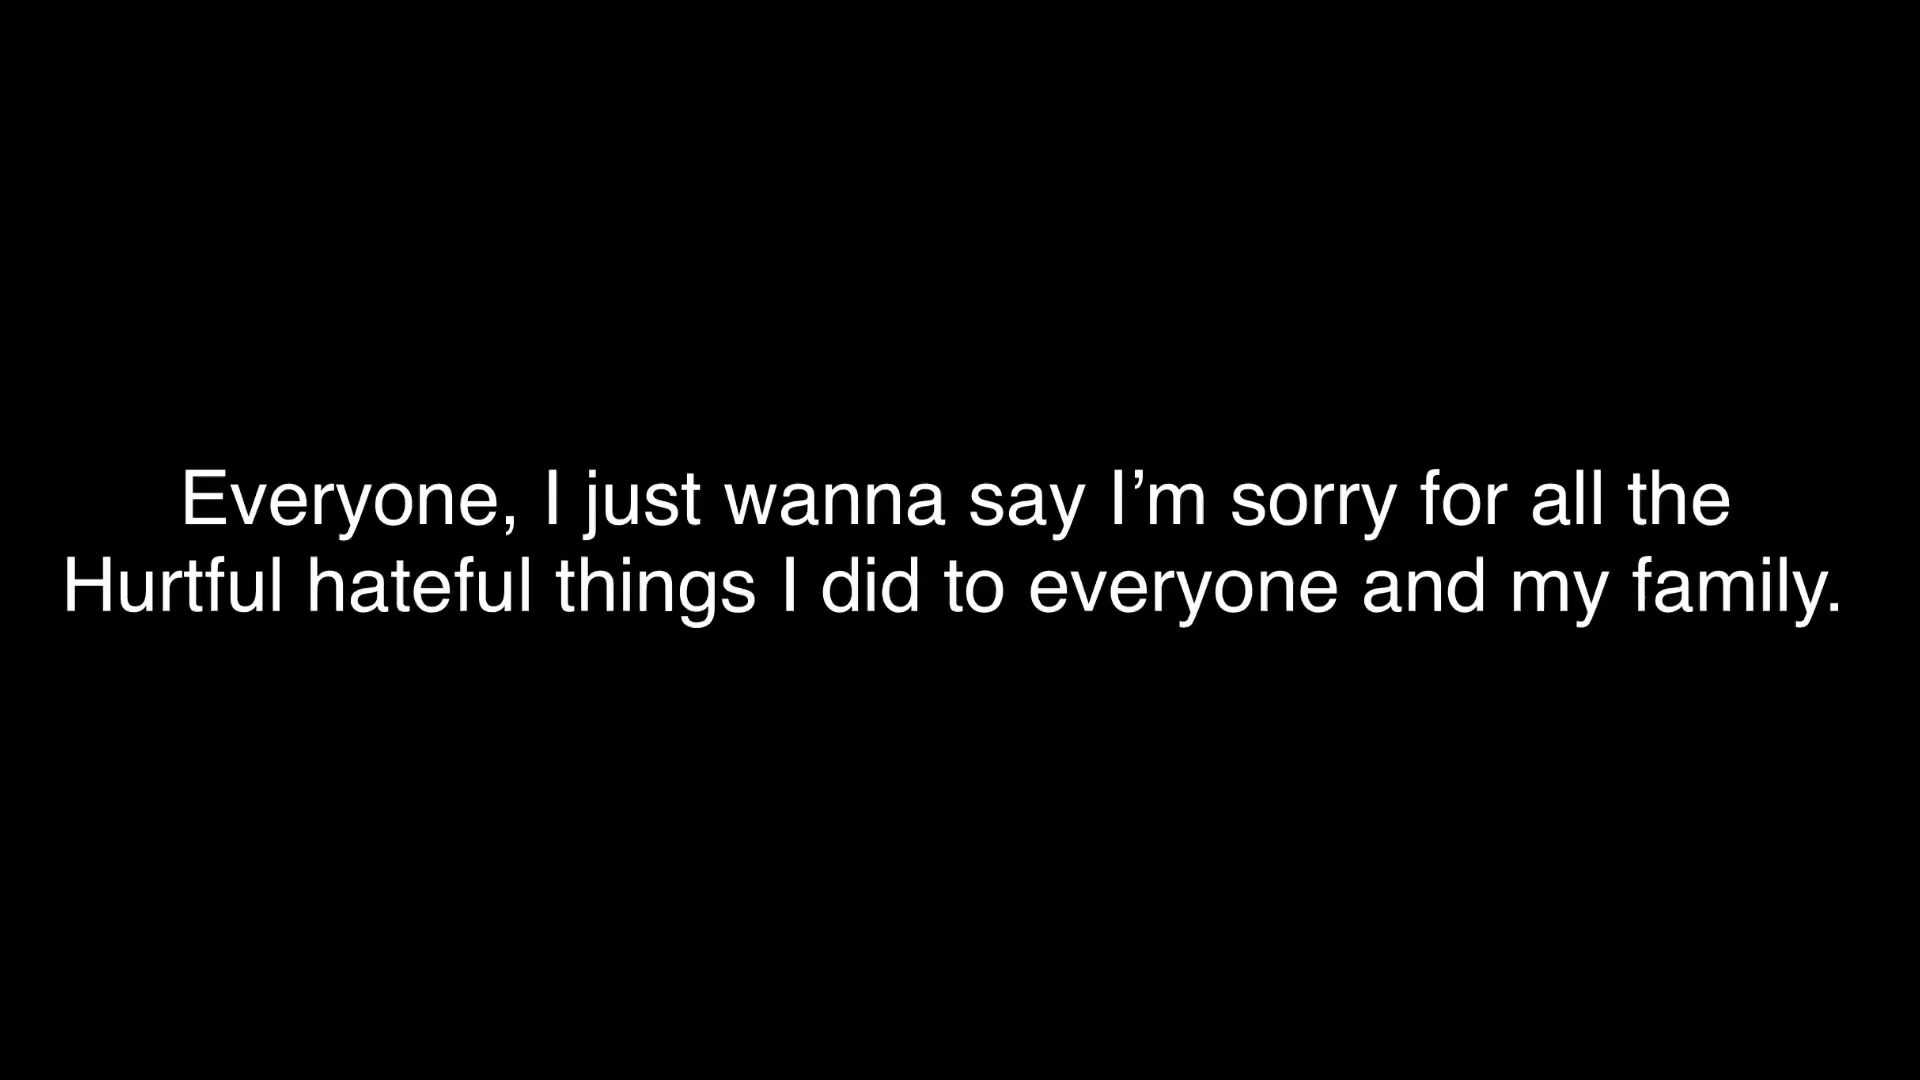 Everyone, I just wanna say I’m sorry for all the
Hurtful hateful things I did to everyone and my family.